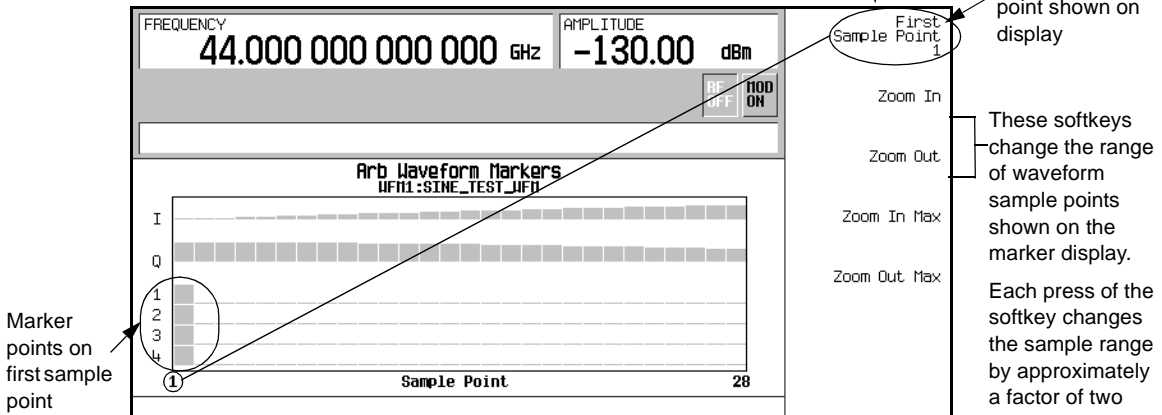 point shown on
display
FREQUENCY
44.000 000 000 000 GHz
AMPLITUDE
-130.00 dBm
RF
OFF
MOD
ON
First
Sample Point
1
Zoom In
Zoom Out
Zoom In Max
Zoom Out Max
Arb Waveform Markers
WFM1:SINE_TEST_WFM
I
Q
1
2
3
4
1
Sample Point
28
Marker
points on
first sample
point
These softkeys
change the range
of waveform
sample points
shown on the
marker display.
Each press of the
softkey changes
the sample range
by approximately
a factor of two